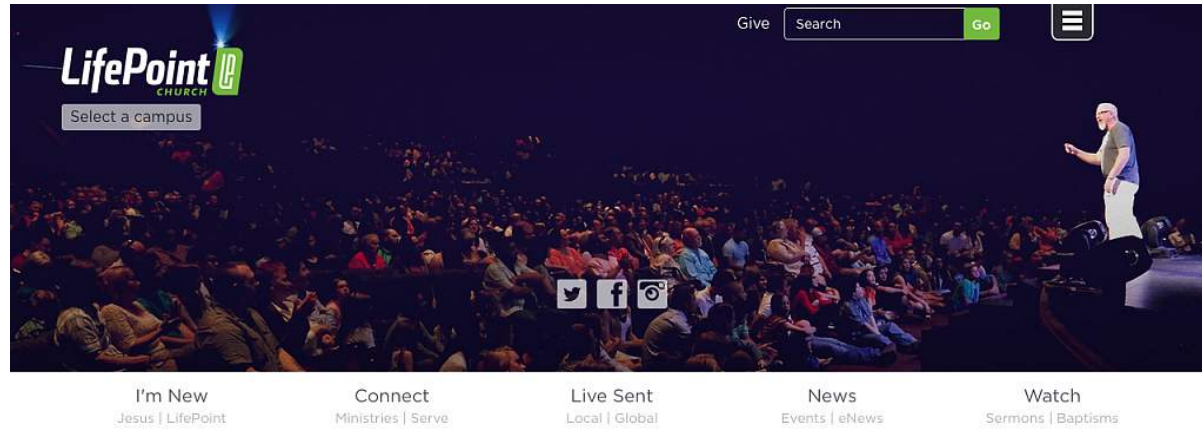 Give
Search
Go
LifePoint
CHURCH
Select a campus
I'm New
Connect
Live Sent
News
Watch
Jesus | LifePoint
Ministries | Serve
Local | Global
Events | eNews
Sermons | Baptisms